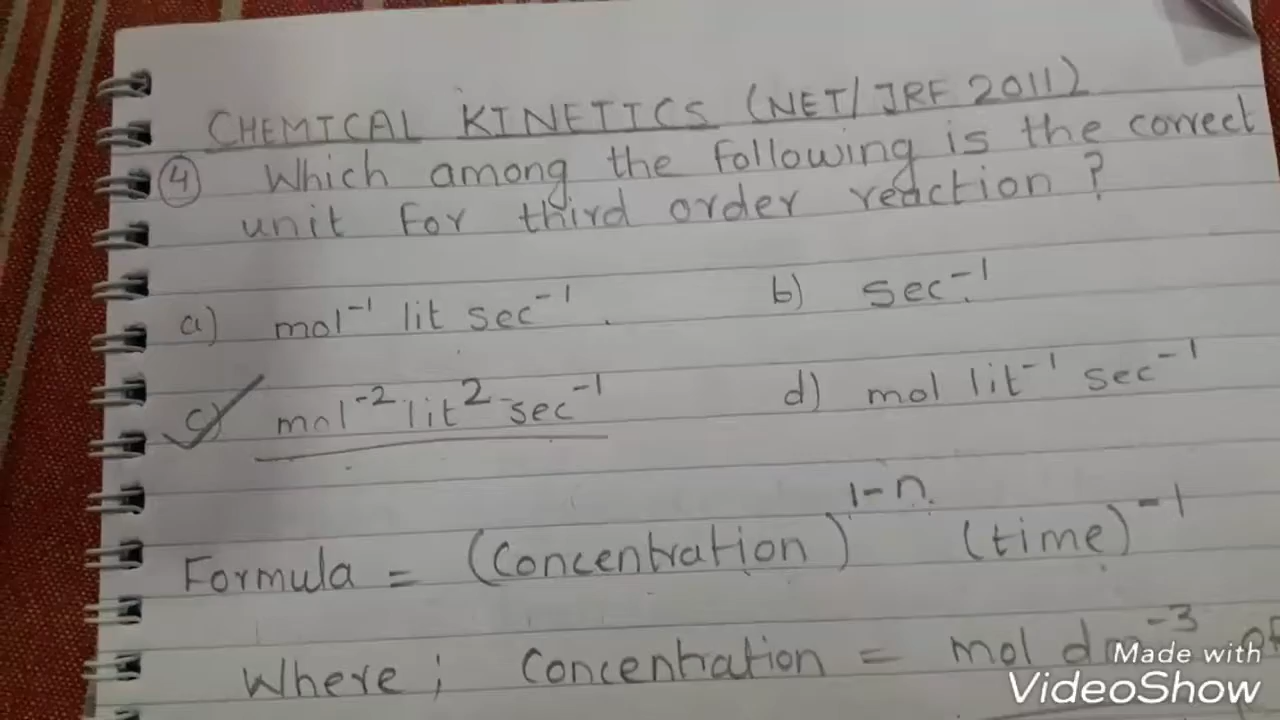 CHEMICAL KINETICS (NET/JRF 2011)
④ Which among the following is the correct
unit for third order reaction?
a) mol⁻¹ lit sec⁻¹. b) sec⁻¹
c) mol⁻² lit² sec⁻¹ d) mol lit⁻¹ sec⁻¹
Formula = (Concentration)¹⁻ⁿ (time)⁻¹
Where; Concentration = mol dm⁻³
Made with
VideoShow